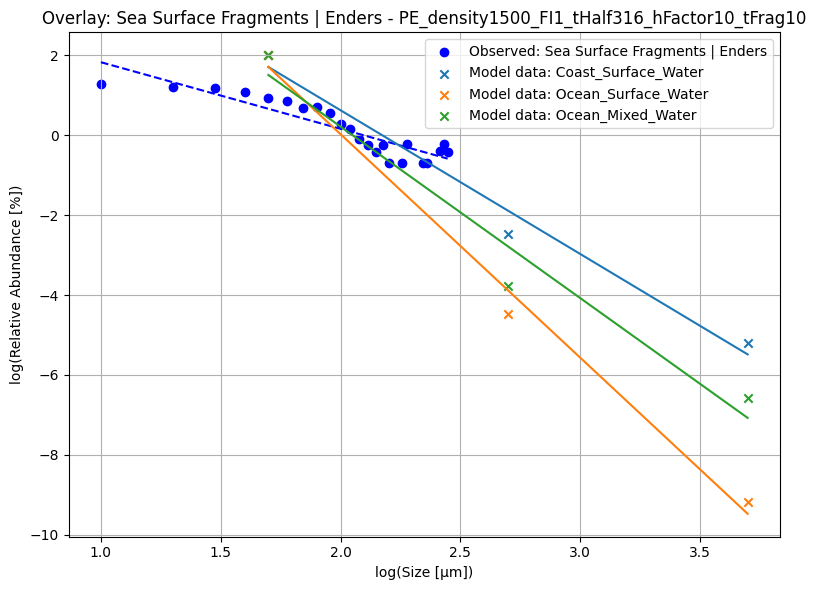 Overlay: Sea Surface Fragments | Enders - PE_density1500_FI1_tHalf316_hFactor10_tFrag10
Observed: Sea Surface Fragments | Enders
Model data: Coast_Surface_Water
Model data: Ocean_Surface_Water
Model data: Ocean_Mixed_Water
log(Relative Abundance [%])
2
0
−2
−4
−6
−8
−10
1.0 1.5 2.0 2.5 3.0 3.5
log(Size [µm])